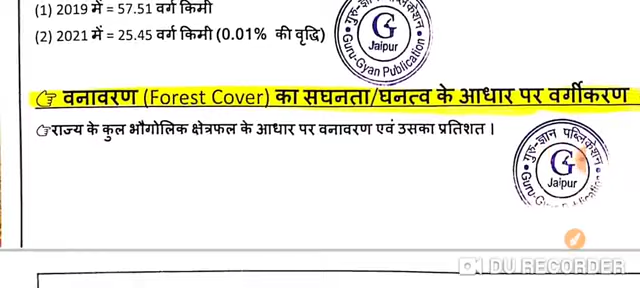 (1) 2019 में = 57.51 वर्ग किमी
(2) 2021 में = 25.45 वर्ग किमी (0.01% की वृद्धि)
G
Jaipur
Guru-Gyan Publication
वनावरण (Forest Cover) का सघनता/घनत्व के आधार पर वर्गीकरण
राज्य के कुल भौगोलिक क्षेत्रफल के आधार पर वनावरण एवं उसका प्रतिशत ।
गुरु-ज्ञान पब्लिकेशन
G
Jaipur
DU RECORDER